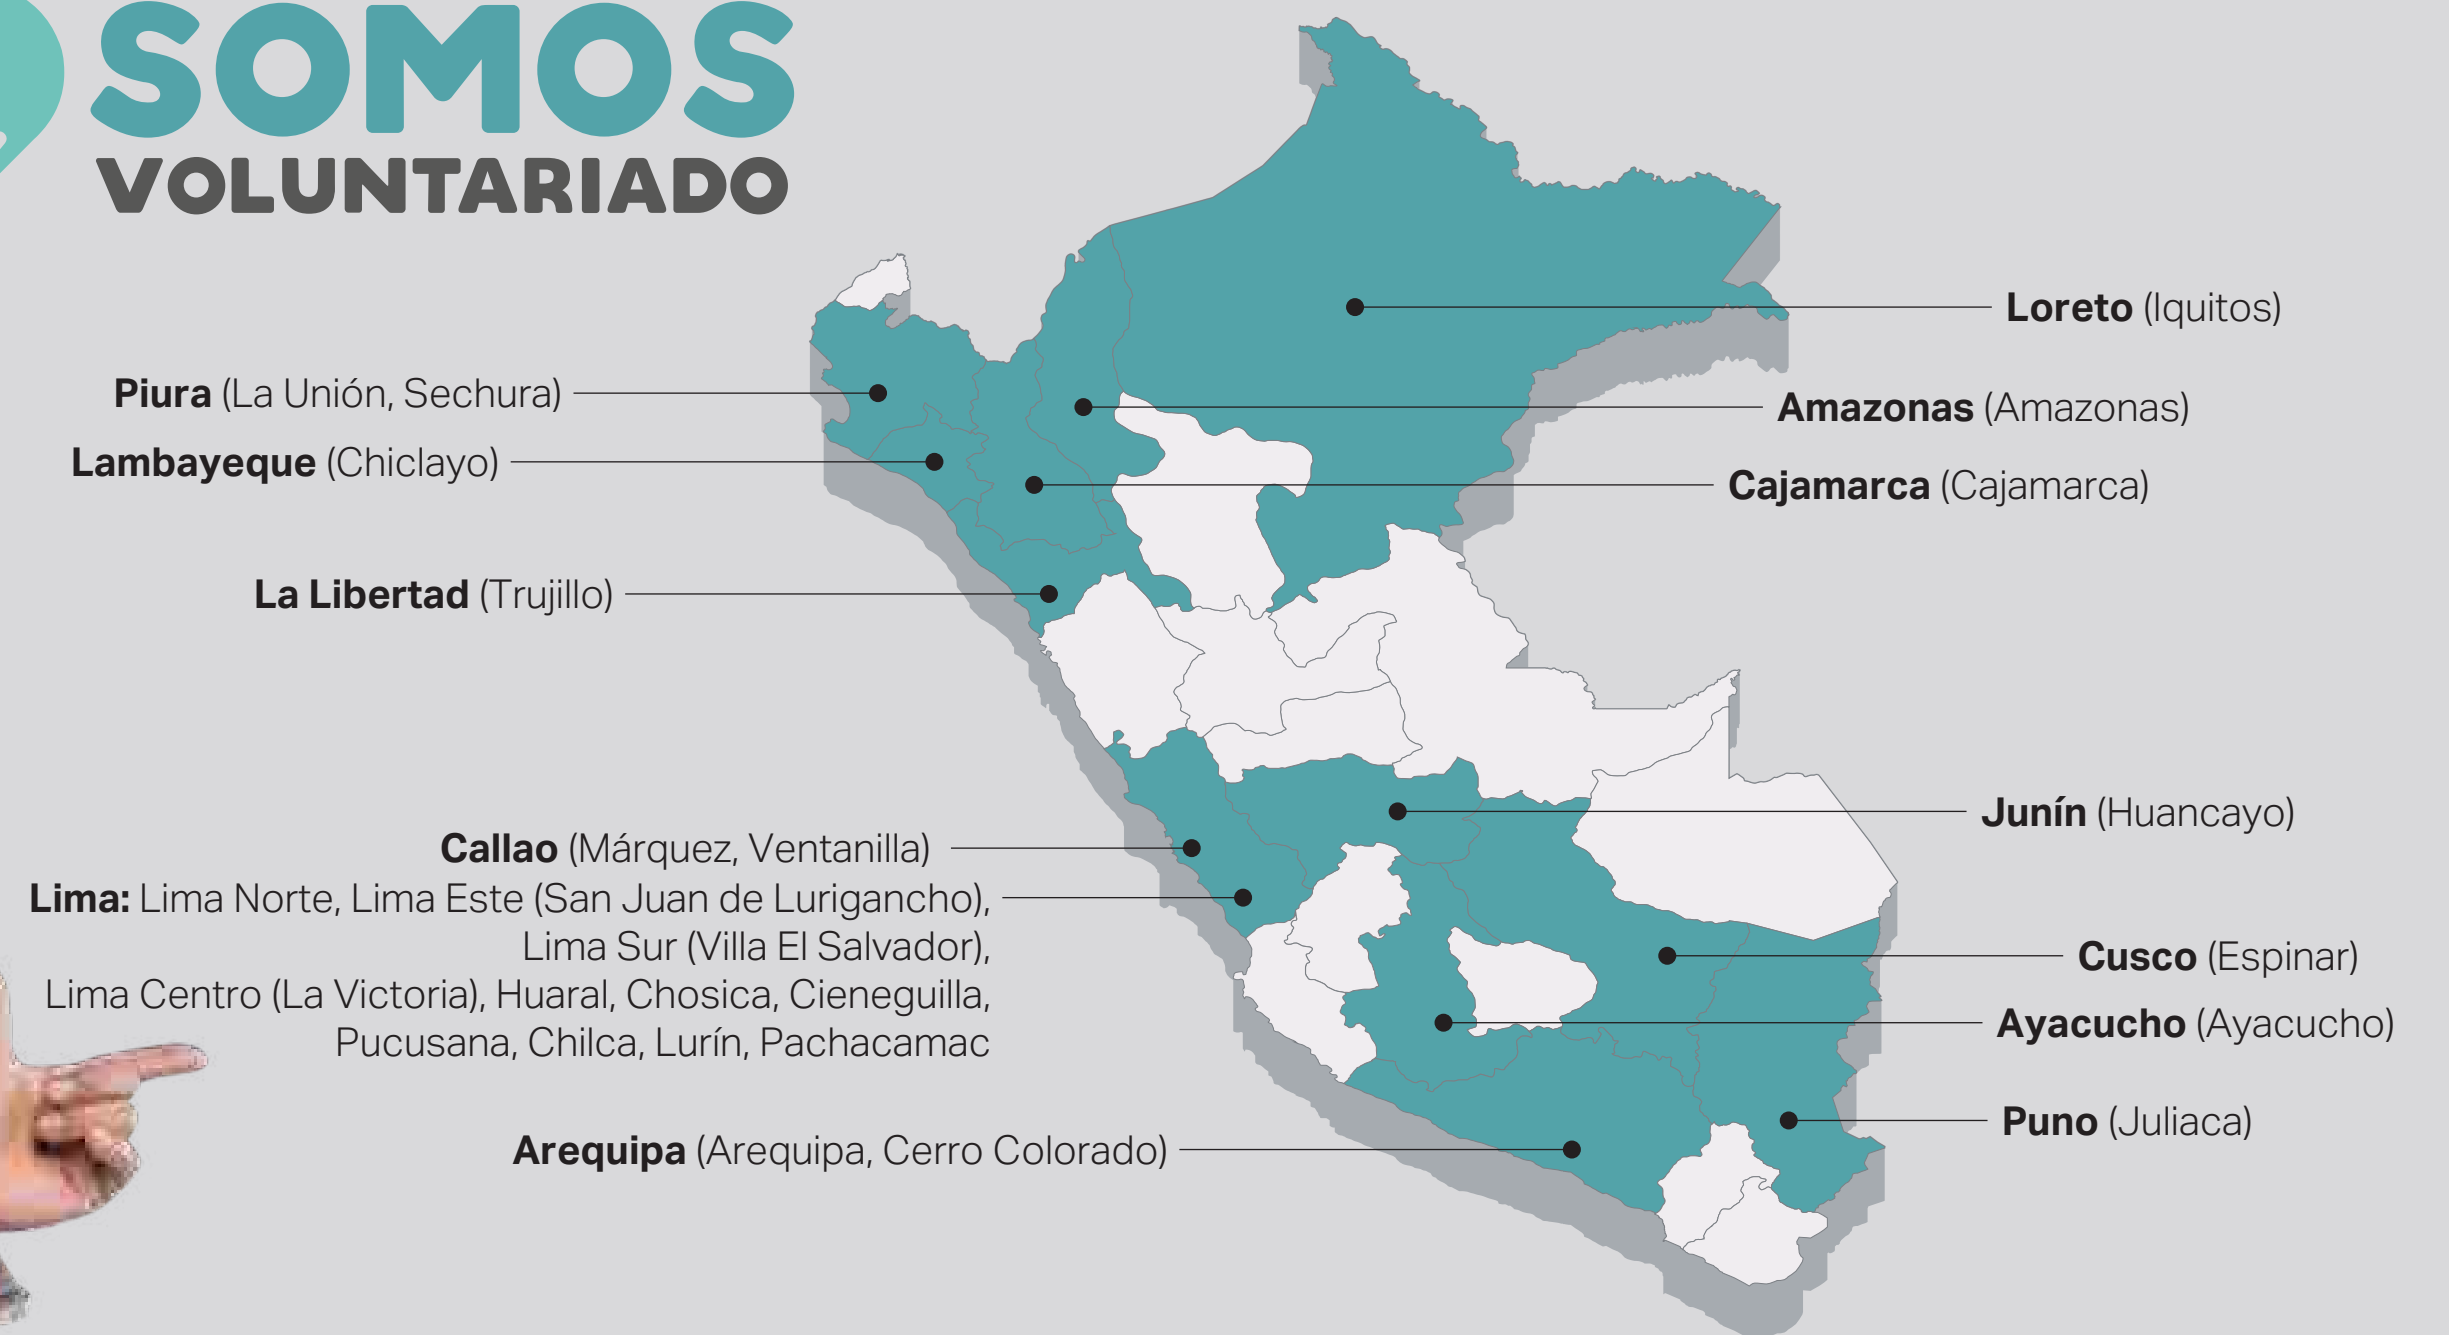 SOMOS
VOLUNTARIADO
Loreto (Iquitos)
Piura (La Unión, Sechura)
Amazonas (Amazonas)
Lambayeque (Chiclayo)
Cajamarca (Cajamarca)
La Libertad (Trujillo)
Junín (Huancayo)
Callao (Márquez, Ventanilla)
Lima: Lima Norte, Lima Este (San Juan de Lurigancho),
Lima Sur (Villa El Salvador),
Lima Centro (La Victoria), Huaral, Chosica, Cieneguilla,
Pucusana, Chilca, Lurín, Pachacamac
Cusco (Espinar)
Ayacucho (Ayacucho)
Puno (Juliaca)
Arequipa (Arequipa, Cerro Colorado)